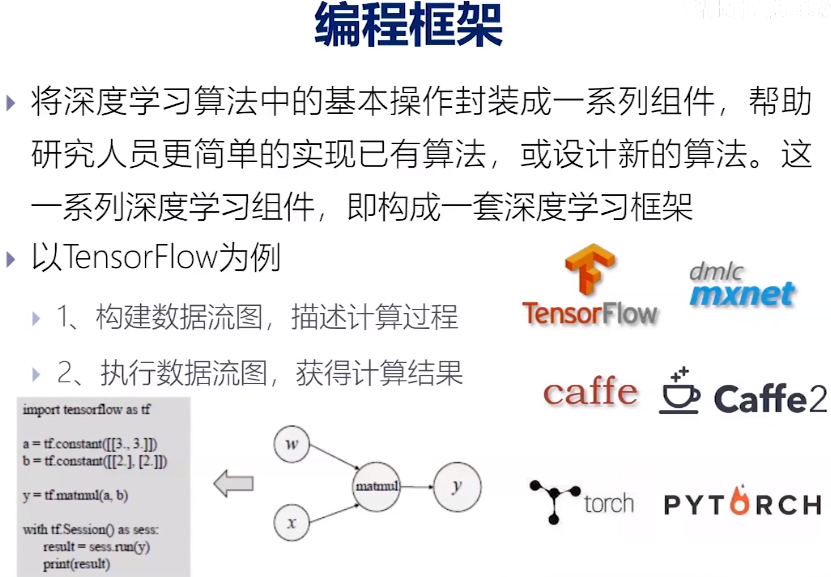 编程框架
将深度学习算法中的基本操作封装成一系列组件，帮助
研究人员更简单的实现已有算法，或设计新的算法。这
一系列深度学习组件，即构成一套深度学习框架
以TensorFlow为例
1、构建数据流图，描述计算过程
2、执行数据流图，获得计算结果
TensorFlow
dmlc
mxnet
caffe
Caffe2
torch
PYTORCH
import tensorflow as tf
a = tf.constant([[3., 3.]])
b = tf.constant([[2.], [2.]])
y = tf.matmul(a, b)
with tf.Session() as sess:
result = sess.run(y)
print(result)
w
x
matmul
y